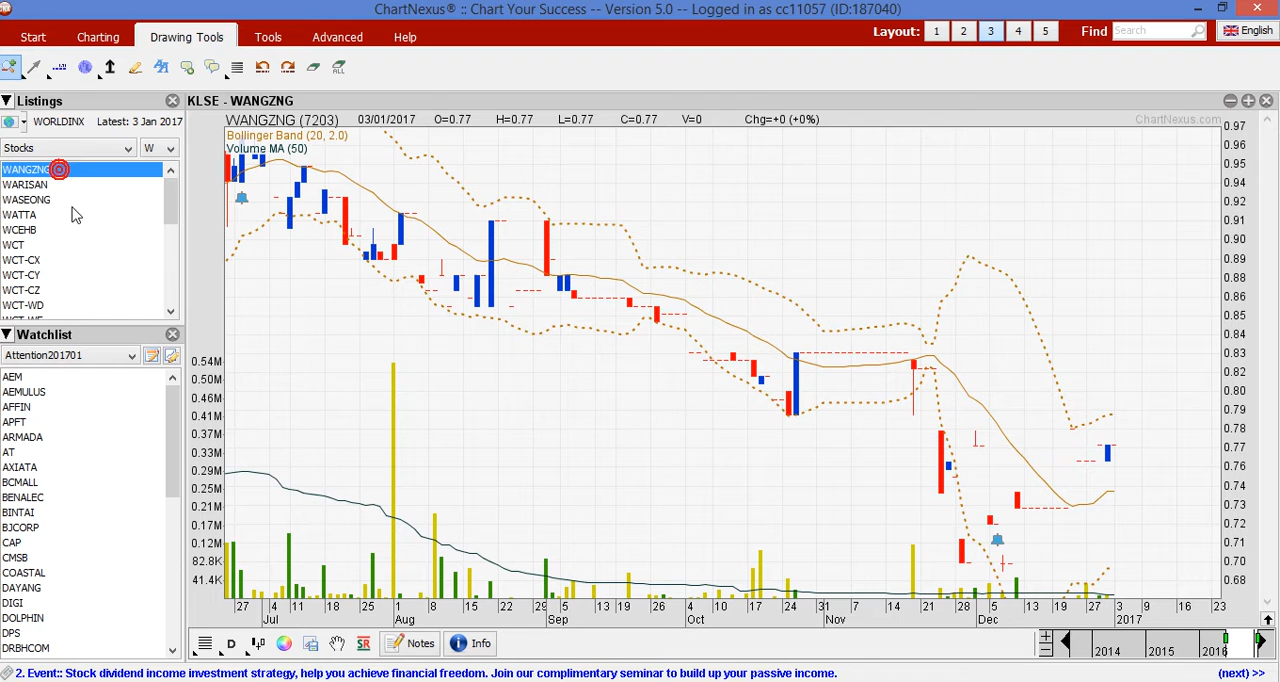 ChartNexus® :: Chart Your Success -- Version 5.0 -- Logged in as cc11057 (ID:187040)
Start Charting Drawing Tools Tools Advanced Help Layout: 1 2 3 4 5 Find Search English
ALL
Listings
WORLDINX Latest: 3 Jan 2017
Stocks W
WANGZNG
WARISAN
WASEONG
WATTA
WCEHB
WCT
WCT-CX
WCT-CY
WCT-CZ
WCT-WD
Watchlist
Attention201701
AEM
AEMULUS
AFFIN
APFT
ARMADA
AT
AXIATA
BCMALL
BENALEC
BINTAI
BJCORP
CAP
CMSB
COASTAL
DAYANG
DIGI
DOLPHIN
DPS
DRBHCOM
KLSE - WANGZNG
WANGZNG (7203) 03/01/2017 O=0.77 H=0.77 L=0.77 C=0.77 V=0 Chg=+0 (+0%) ChartNexus.com
Bollinger Band (20, 2.0)
Volume MA (50)
0.97
0.96
0.95
0.94
0.92
0.91
0.90
0.89
0.88
0.86
0.85
0.84
0.83
0.82
0.80
0.79
0.78
0.77
0.76
0.74
0.73
0.72
0.71
0.70
0.68
0.54M
0.50M
0.46M
0.41M
0.37M
0.33M
0.29M
0.25M
0.21M
0.17M
0.12M
82.8K
41.4K
27 4 11 18 25 1 8 15 22 29 5 13 19 26 4 10 17 24 31 7 14 21 28 5 13 19 27 3 9 16 23
Jul Aug Sep Oct Nov Dec 2017
D SR Notes Info 2014 2015 2016
2. Event:: Stock dividend income investment strategy, help you achieve financial freedom. Join our complimentary seminar to build up your passive income. (next) >>